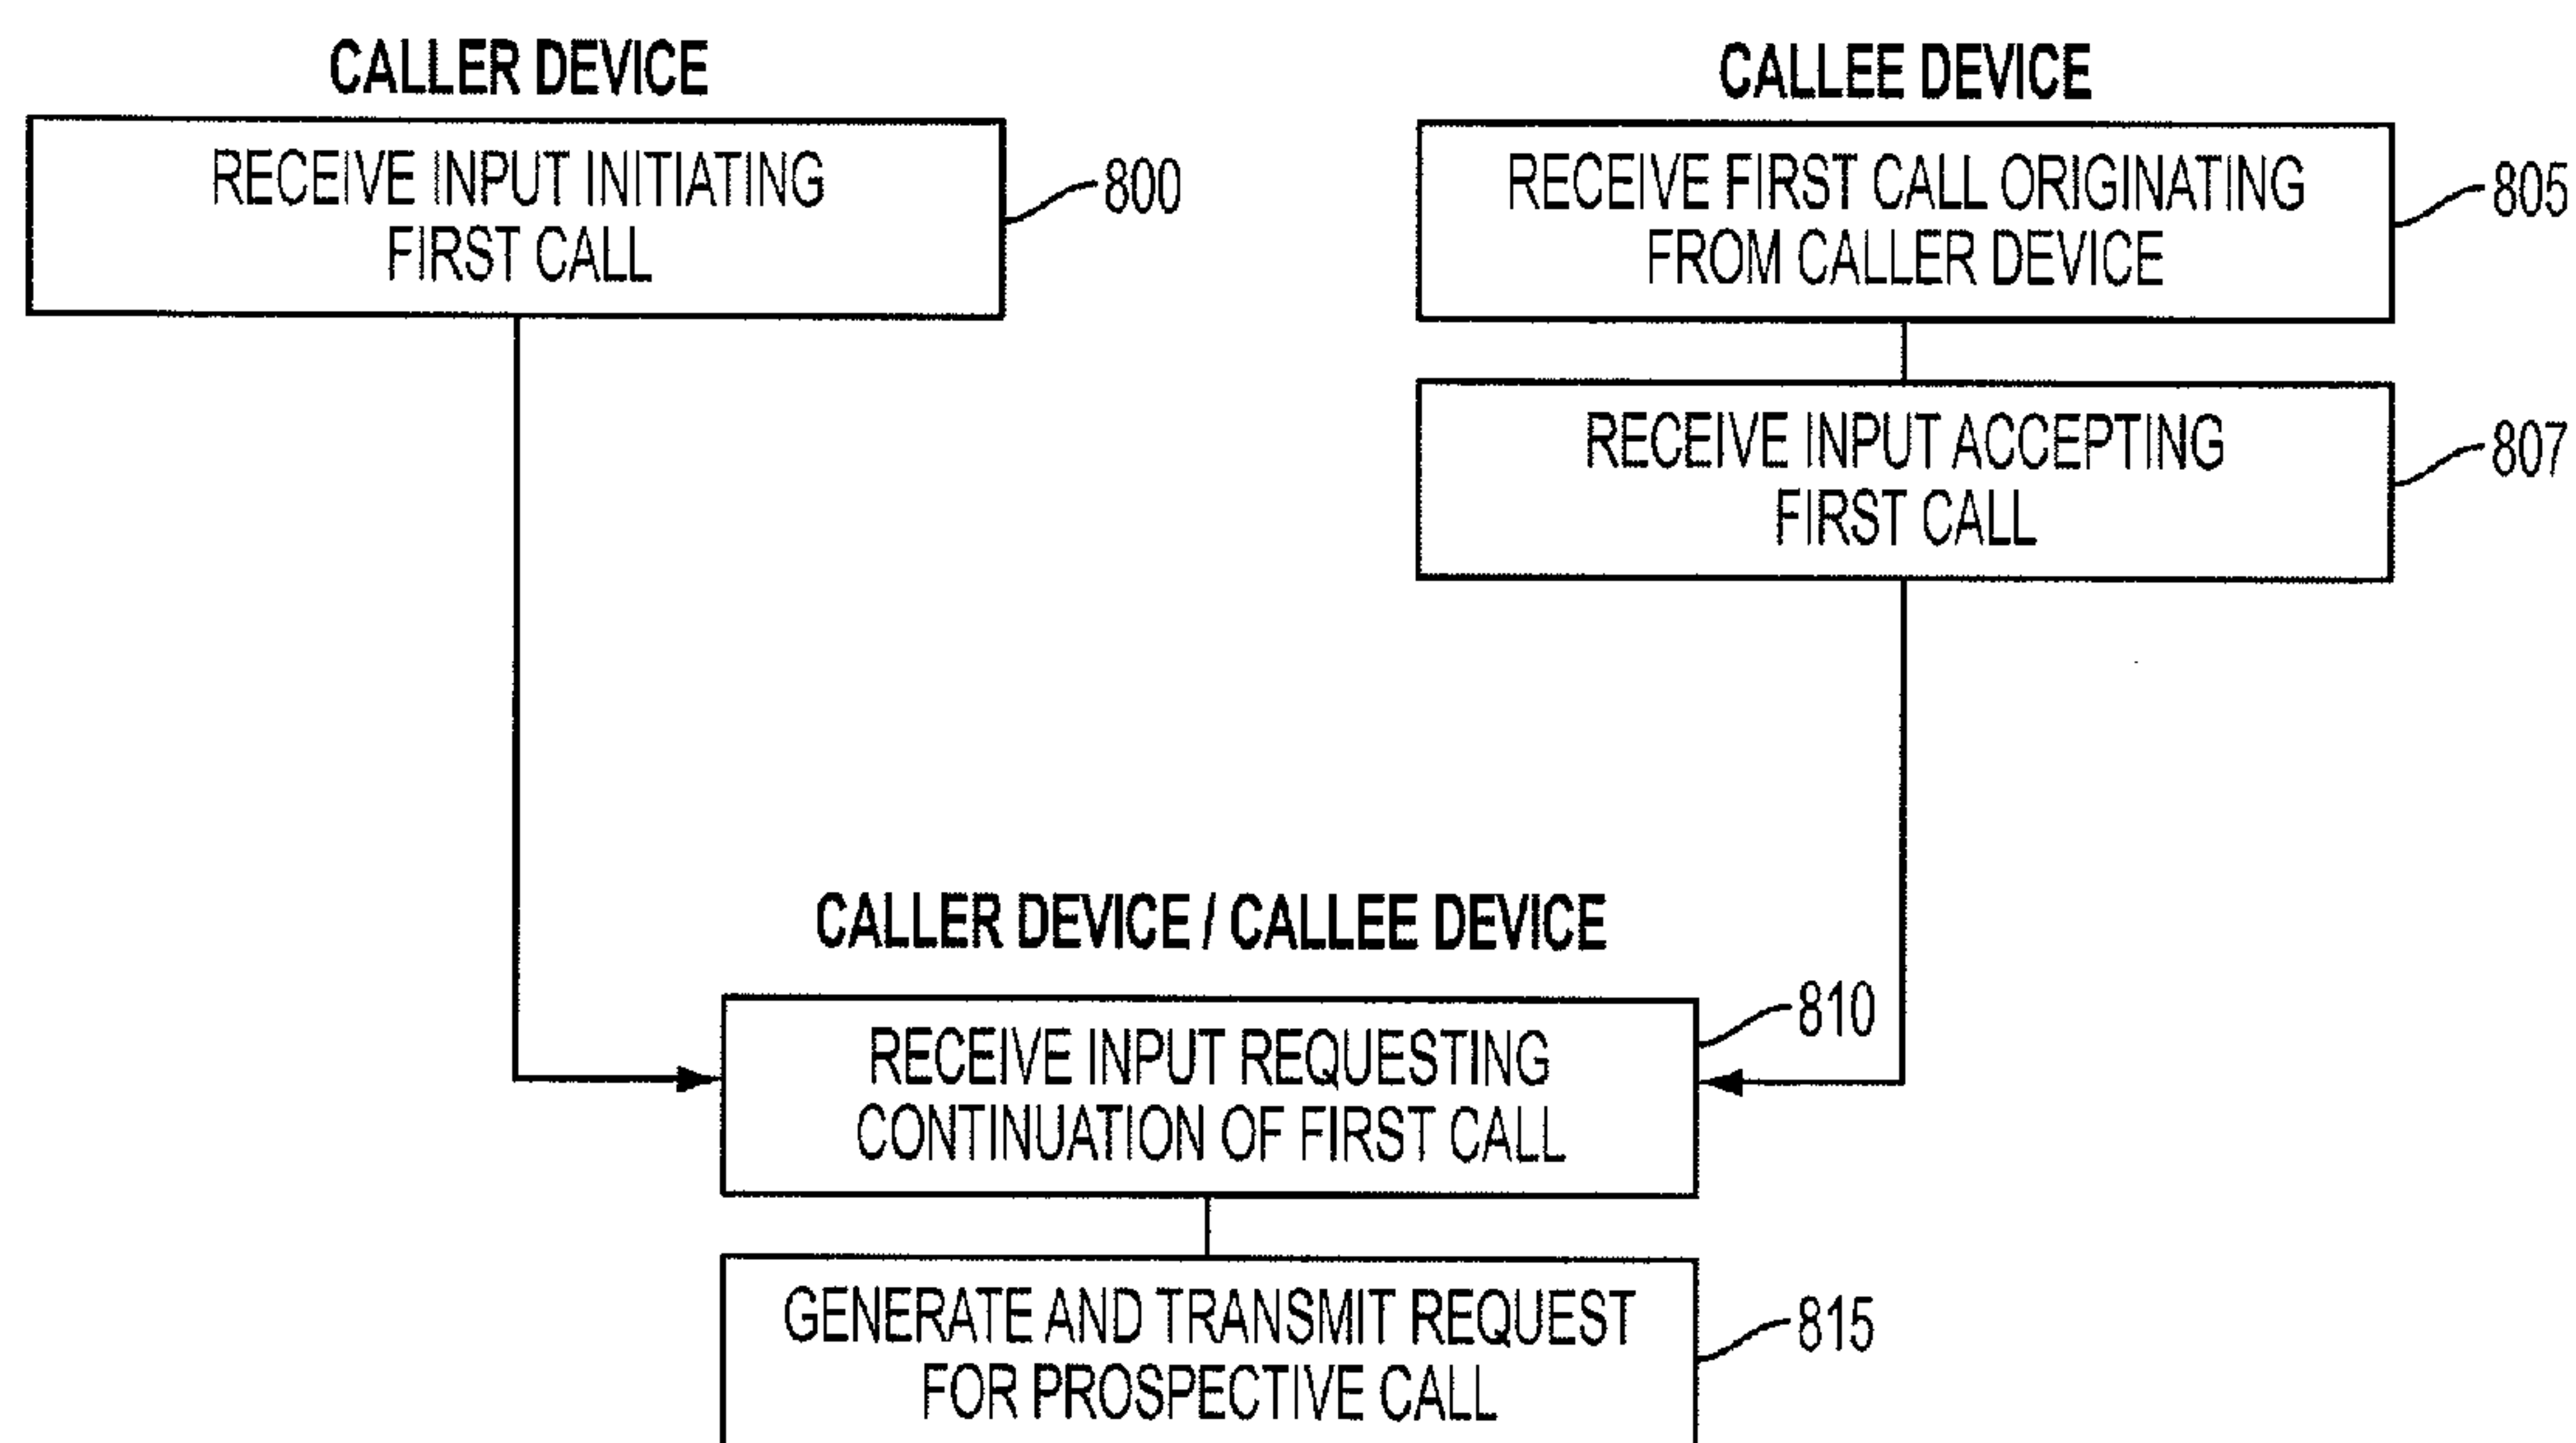 CALLER DEVICE
RECEIVE INPUT INITIATING
FIRST CALL
800
CALLEE DEVICE
RECEIVE FIRST CALL ORIGINATING
FROM CALLER DEVICE
805
RECEIVE INPUT ACCEPTING
FIRST CALL
807
CALLER DEVICE / CALLEE DEVICE
RECEIVE INPUT REQUESTING
CONTINUATION OF FIRST CALL
810
GENERATE AND TRANSMIT REQUEST
FOR PROSPECTIVE CALL
815